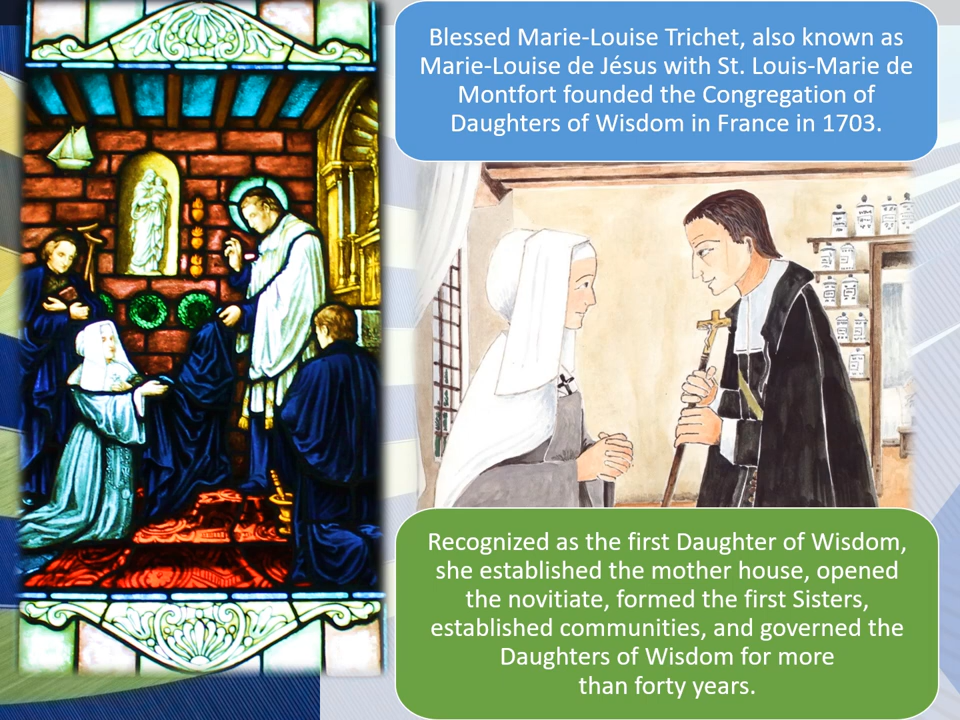 Blessed Marie-Louise Trichet, also known as
Marie-Louise de Jésus with St. Louis-Marie de
Montfort founded the Congregation of
Daughters of Wisdom in France in 1703.
Recognized as the first Daughter of Wisdom,
she established the mother house, opened
the novitiate, formed the first Sisters,
established communities, and governed the
Daughters of Wisdom for more
than forty years.